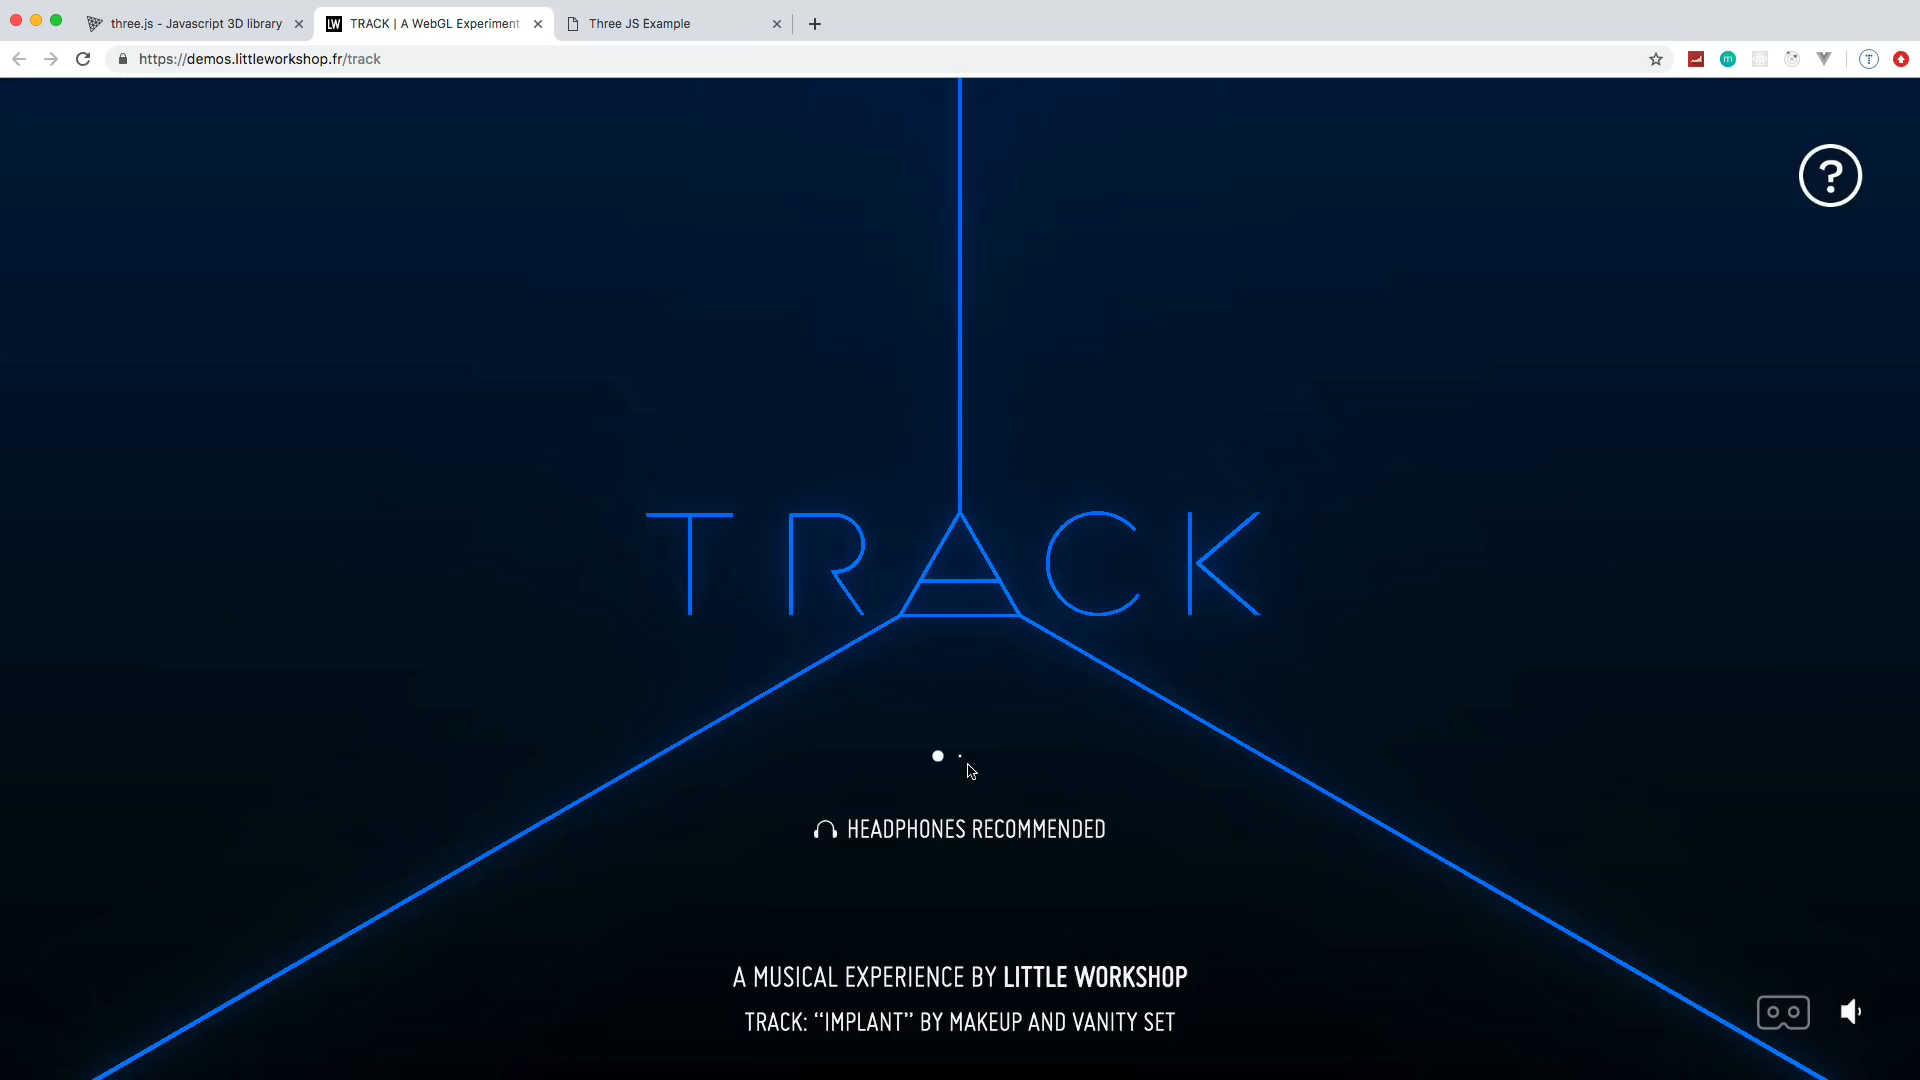 three.js - Javascript 3D library
LW TRACK | A WebGL Experiment
Three JS Example
https://demos.littleworkshop.fr/track
m
T
?
TRACK
HEADPHONES RECOMMENDED
A MUSICAL EXPERIENCE BY LITTLE WORKSHOP
TRACK: “IMPLANT” BY MAKEUP AND VANITY SET